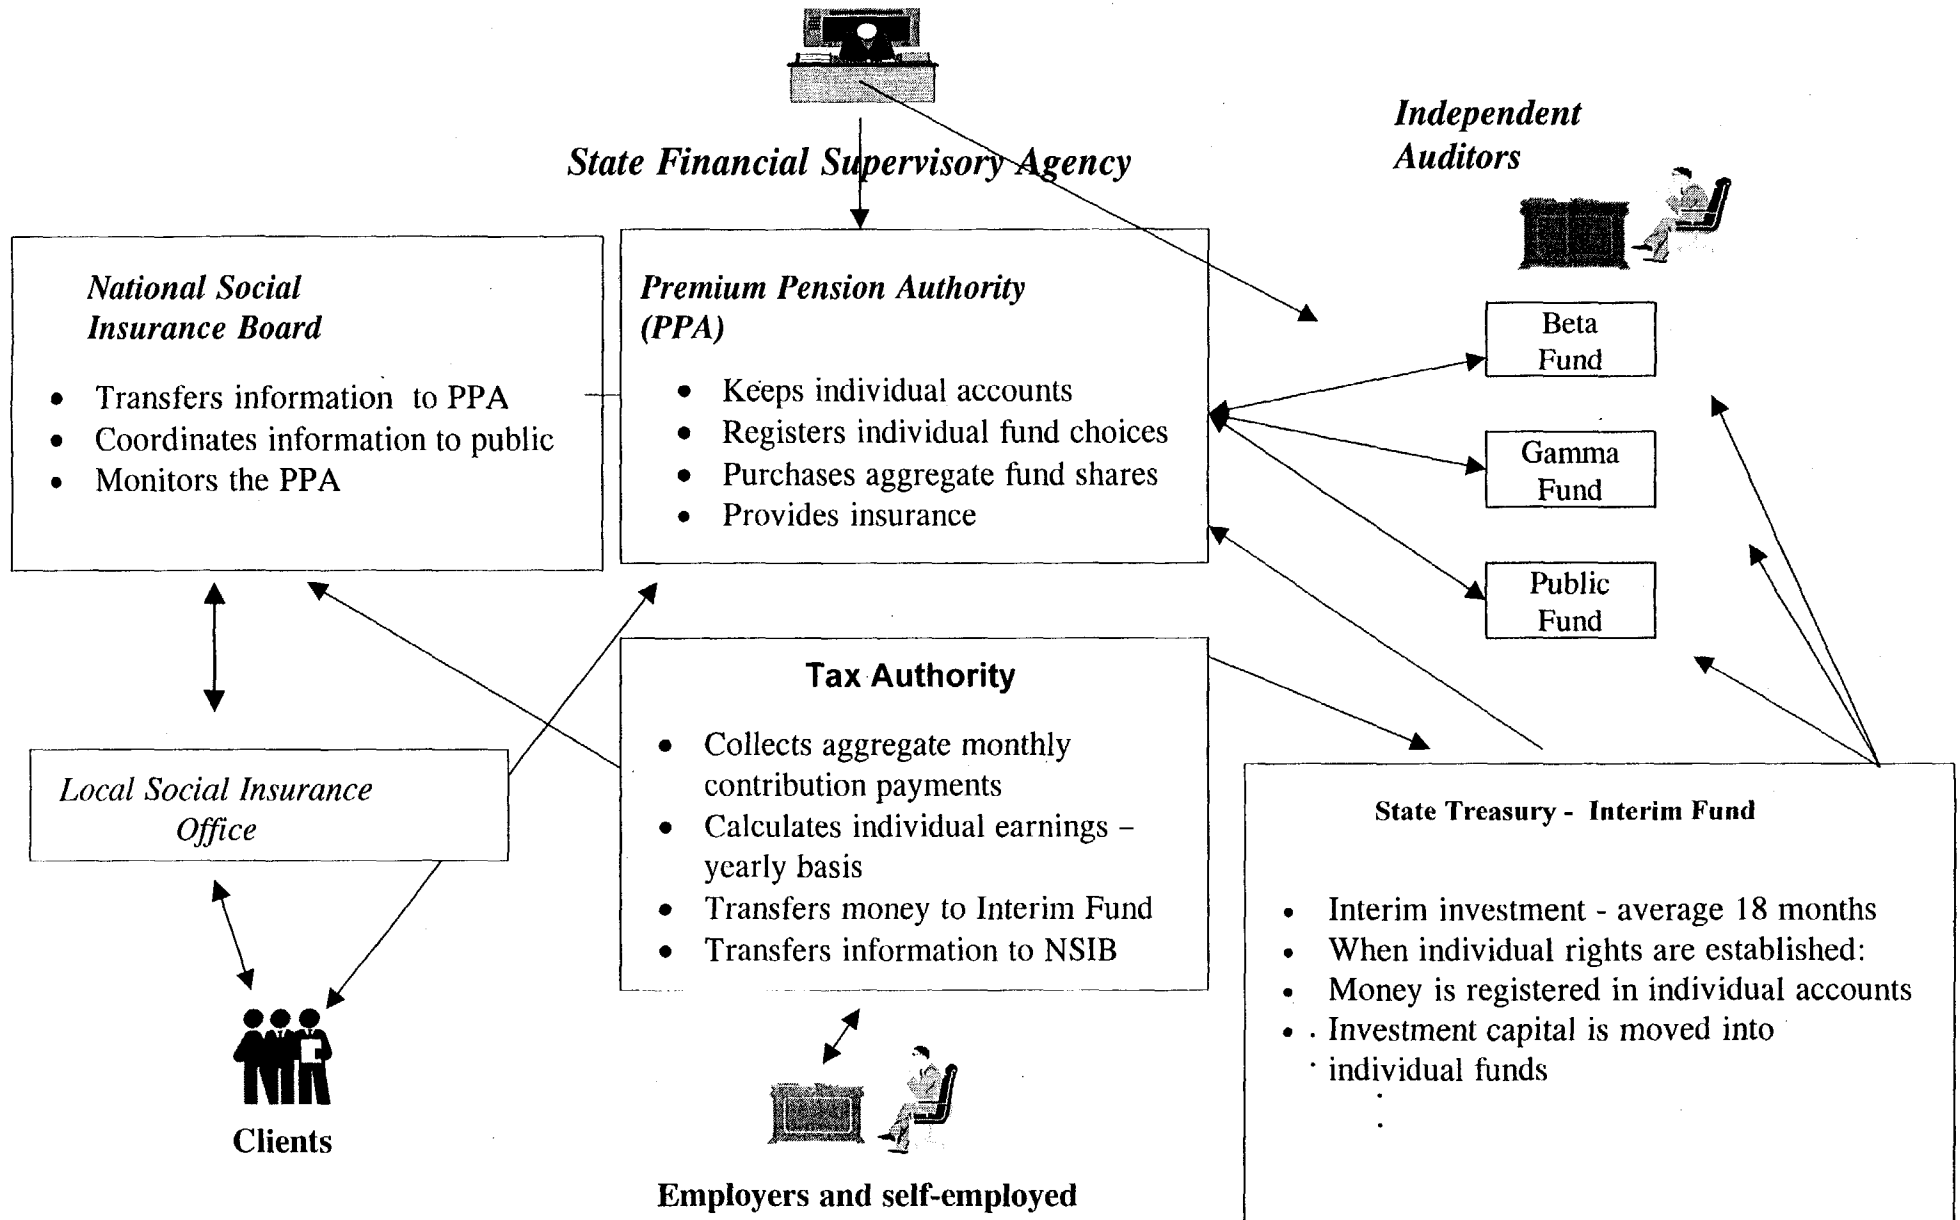 State Financial Supervisory Agency
Independent
Auditors
National Social
Insurance Board
• Transfers information to PPA
• Coordinates information to public
• Monitors the PPA
Premium Pension Authority
(PPA)
• Keeps individual accounts
• Registers individual fund choices
• Purchases aggregate fund shares
• Provides insurance
Beta
Fund
Gamma
Fund
Public
Fund
Local Social Insurance
Office
Tax Authority
• Collects aggregate monthly
contribution payments
• Calculates individual earnings –
yearly basis
• Transfers money to Interim Fund
• Transfers information to NSIB
State Treasury - Interim Fund
• Interim investment - average 18 months
• When individual rights are established:
• Money is registered in individual accounts
• Investment capital is moved into
individual funds
Clients
Employers and self-employed